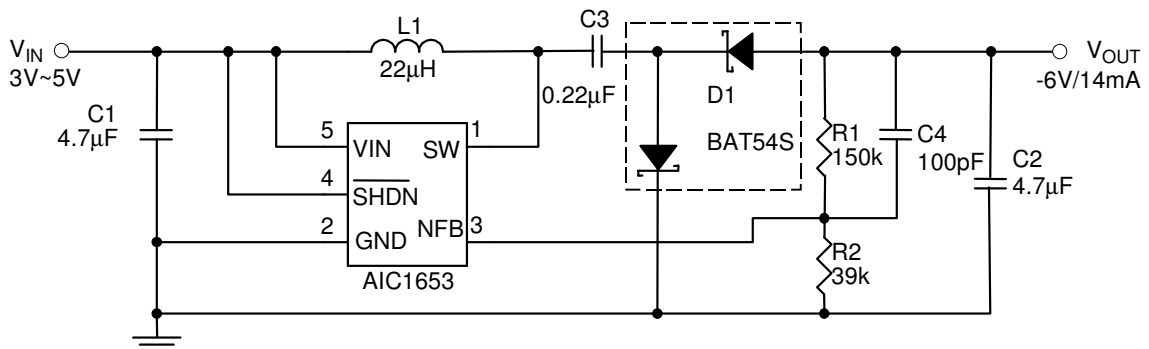 VIN
3V~5V
L1
22μH
C3
0.22μF
VOUT
-6V/14mA
D1
BAT54S
C1
4.7μF
5
VIN
SW
1
4
SHDN
2
GND
NFB
3
AIC1653
R1
150k
C4
100pF
C2
4.7μF
R2
39k